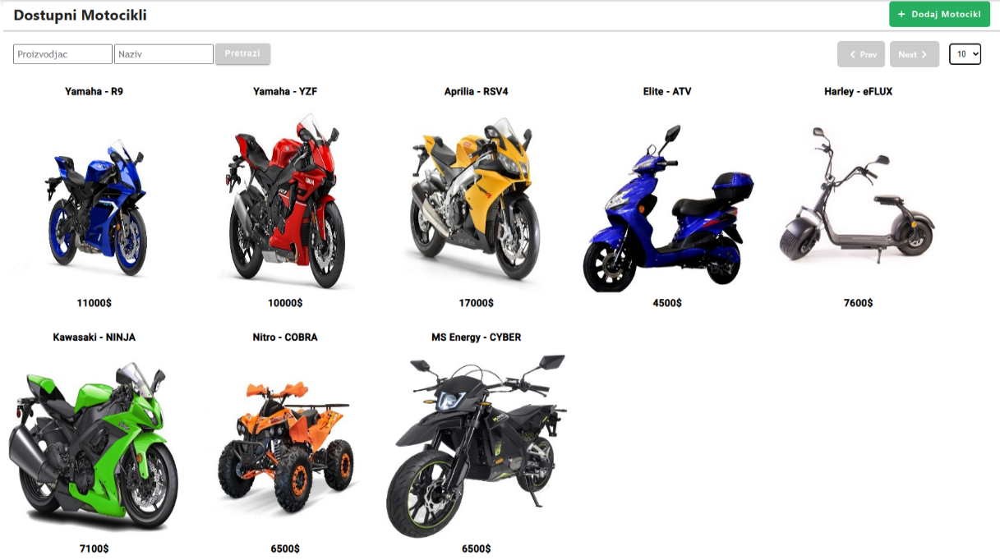 Dostupni Motocikli
+ Dodaj Motocikl
Proizvodjac
Naziv
Pretrazi
Prev
Next
10
Yamaha - R9
Yamaha - YZF
Aprilia - RSV4
Elite - ATV
Harley - eFLUX
11000$
10000$
17000$
4500$
7600$
Kawasaki - NINJA
Nitro - COBRA
MS Energy - CYBER
7100$
6500$
6500$